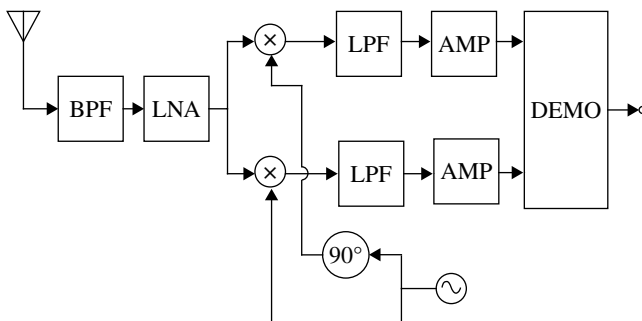 BPF
LNA
×
LPF
AMP
DEMO
×
LPF
AMP
90°